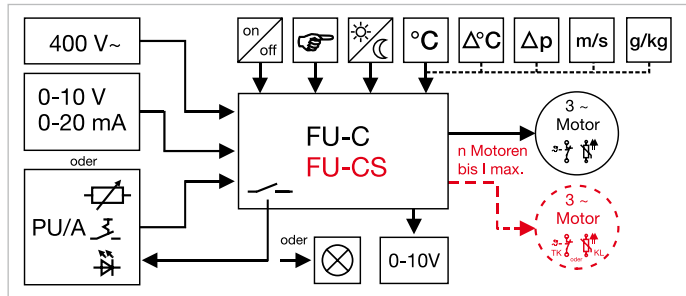 400 V~
on
off
°C
Δ°C
Δp
m/s
g/kg
0-10 V
0-20 mA
oder
PU/A
FU-C
FU-CS
n Motoren
bis I max.
3 ~
Motor
3 ~
Motor
TK oder KL
oder
0-10V